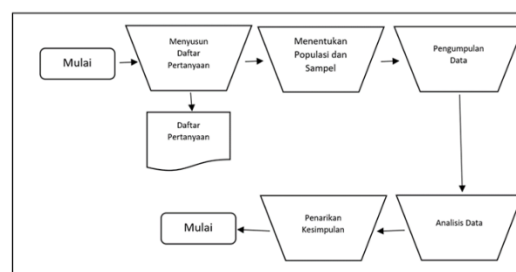 Mulai
Menyusun
Daftar
Pertanyaan
Menentukan
Populasi dan
Sampel
Pengumpulan
Data
Daftar
Pertanyaan
Mulai
Penarikan
Kesimpulan
Analisis Data